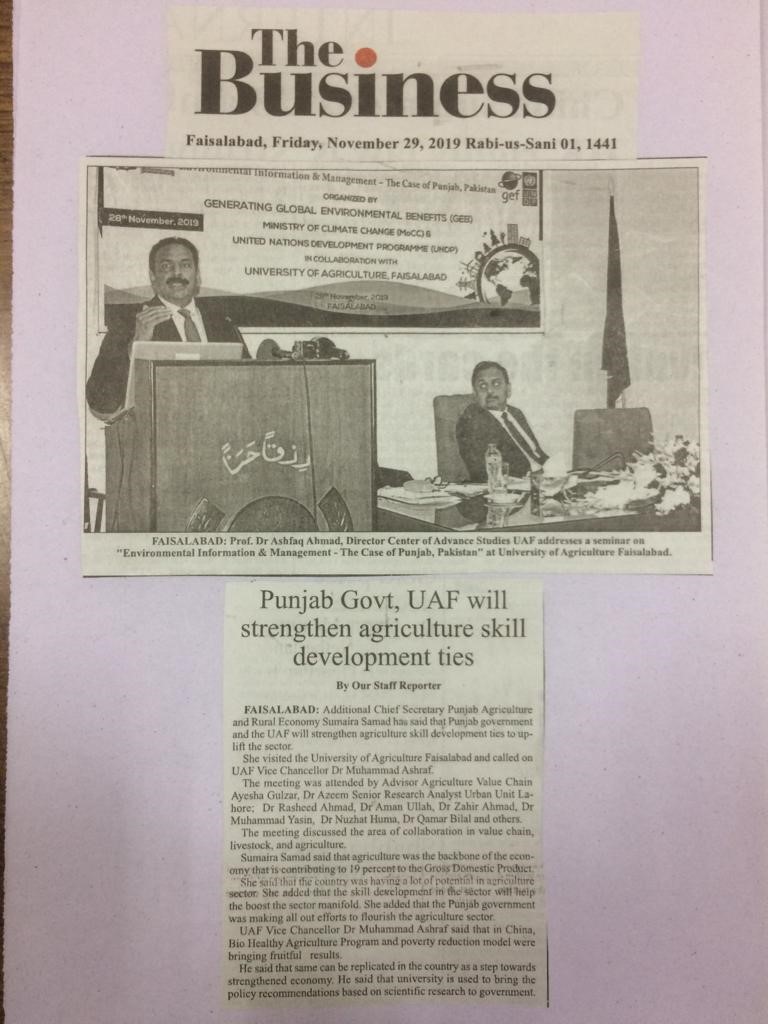 The
Business
Faisalabad, Friday, November 29, 2019 Rabi-us-Sani 01, 1441
Environmental Information & Management - The Case of Punjab, Pakistan
gef
ORGANIZED BY
28th November, 2019
GENERATING GLOBAL ENVIRONMENTAL BENEFITS (GEB)
MINISTRY OF CLIMATE CHANGE (MoCC) &
UNITED NATIONS DEVELOPMENT PROGRAMME (UNDP)
IN COLLABORATION WITH
UNIVERSITY OF AGRICULTURE, FAISALABAD
28th November, 2019
FAISALABAD
رزقاً حسناً
FAISALABAD: Prof. Dr Ashfaq Ahmad, Director Center of Advance Studies UAF addresses a seminar on
"Environmental Information & Management - The Case of Punjab, Pakistan" at University of Agriculture Faisalabad.
Punjab Govt, UAF will
strengthen agriculture skill
development ties
By Our Staff Reporter
FAISALABAD: Additional Chief Secretary Punjab Agriculture
and Rural Economy Sumaira Samad has said that Punjab government
and the UAF will strengthen agriculture skill development ties to up-
lift the sector.
She visited the University of Agriculture Faisalabad and called on
UAF Vice Chancellor Dr Muhammad Ashraf.
The meeting was attended by Advisor Agriculture Value Chain
Ayesha Gulzar, Dr Azeem Senior Research Analyst Urban Unit La-
hore; Dr Rasheed Ahmad, Dr Aman Ullah, Dr Zahir Ahmad, Dr
Muhammad Yasin, Dr Nuzhat Huma, Dr Qamar Bilal and others.
The meeting discussed the area of collaboration in value chain,
livestock, and agriculture.
Sumaira Samad said that agriculture was the backbone of the econ-
omy that is contributing to 19 percent to the Gross Domestic Product.
She said that the country was having a lot of potential in agriculture
sector. She added that the skill development in the sector will help
the boost the sector manifold. She added that the Punjab government
was making all out efforts to flourish the agriculture sector.
UAF Vice Chancellor Dr Muhammad Ashraf said that in China,
Bio Healthy Agriculture Program and poverty reduction model were
bringing fruitful results.
He said that same can be replicated in the country as a step towards
strengthened economy. He said that university is used to bring the
policy recommendations based on scientific research to government.